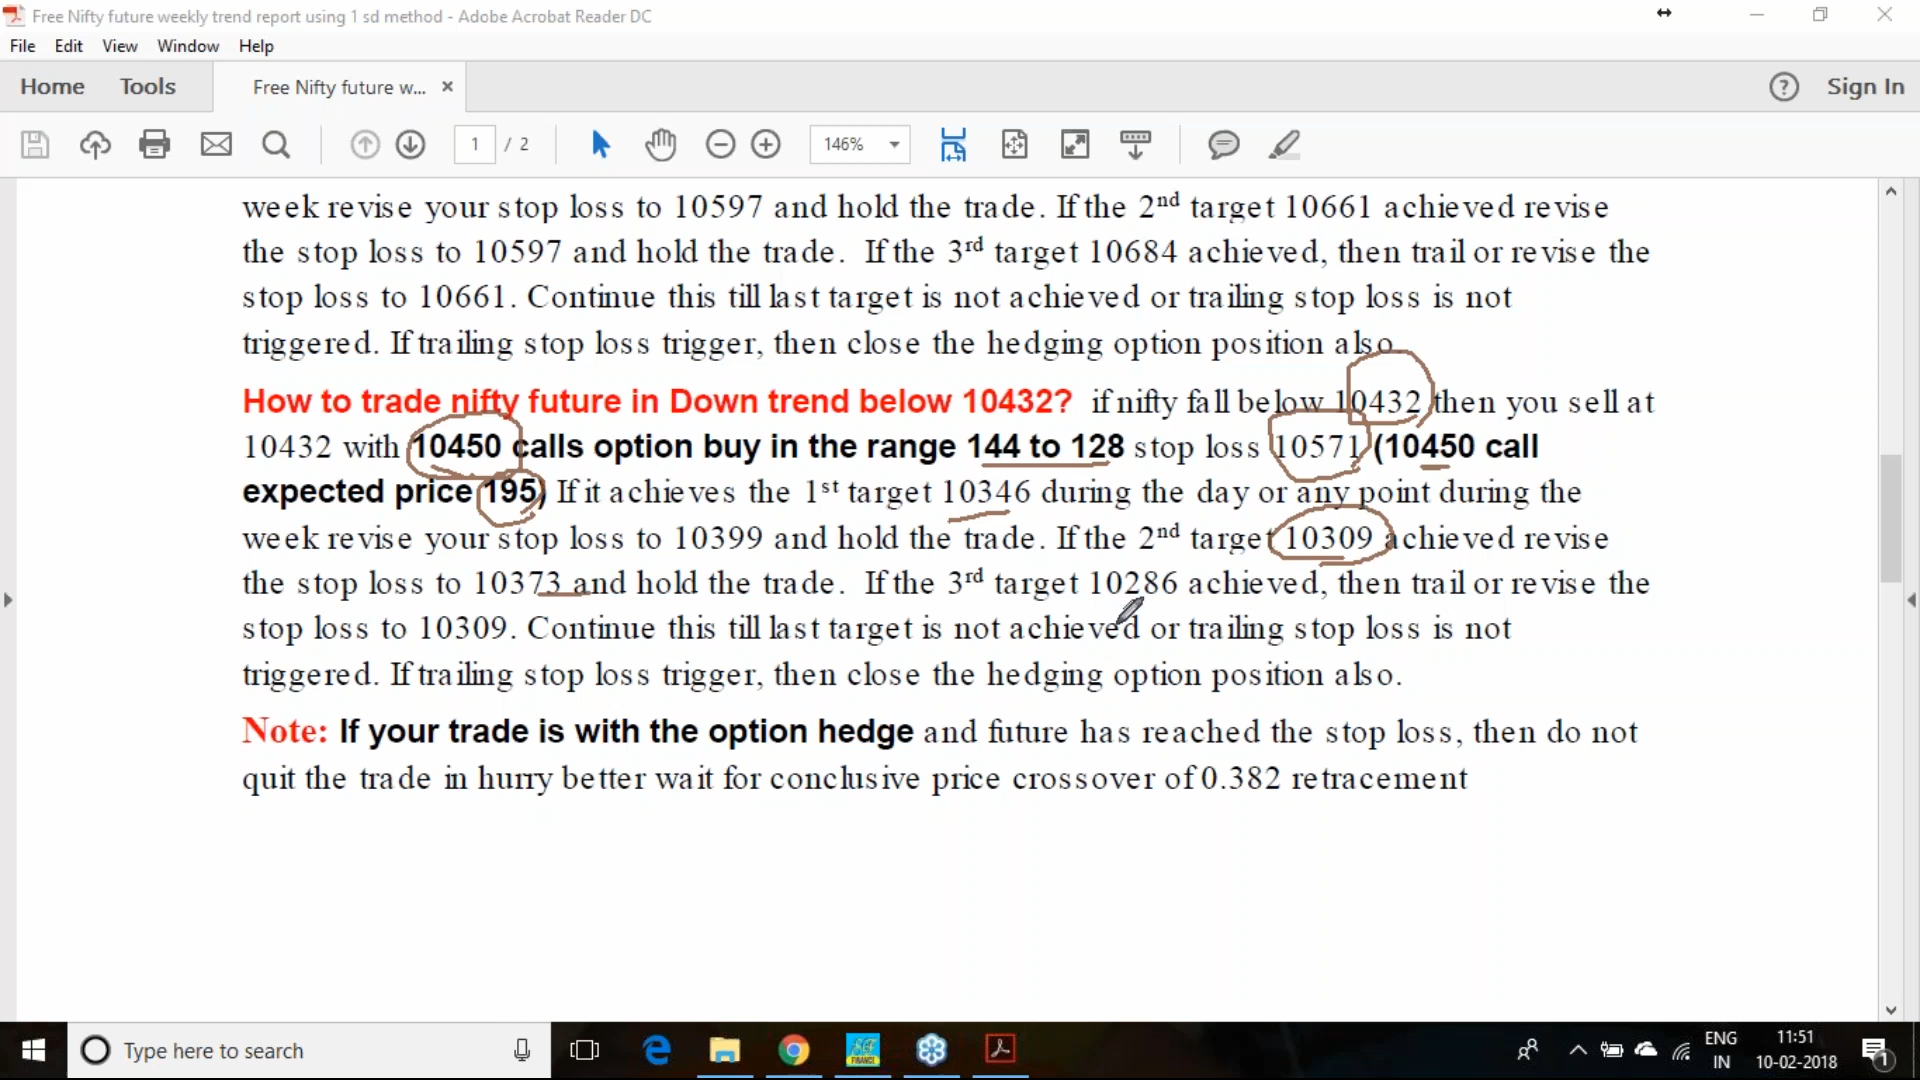 Free Nifty future weekly trend report using 1 sd method - Adobe Acrobat Reader DC
File Edit View Window Help
Home Tools Free Nifty future w... × ? Sign In
1 / 2 146%
week revise your stop loss to 10597 and hold the trade. If the 2nd target 10661 achieved revise
the stop loss to 10597 and hold the trade. If the 3rd target 10684 achieved, then trail or revise the
stop loss to 10661. Continue this till last target is not achieved or trailing stop loss is not
triggered. If trailing stop loss trigger, then close the hedging option position also.
How to trade nifty future in Down trend below 10432? if nifty fall below 10432 then you sell at
10432 with 10450 calls option buy in the range 144 to 128 stop loss 10571 (10450 call
expected price 195) If it achieves the 1st target 10346 during the day or any point during the
week revise your stop loss to 10399 and hold the trade. If the 2nd target 10309 achieved revise
the stop loss to 10373 and hold the trade. If the 3rd target 10286 achieved, then trail or revise the
stop loss to 10309. Continue this till last target is not achieved or trailing stop loss is not
triggered. If trailing stop loss trigger, then close the hedging option position also.
Note: If your trade is with the option hedge and future has reached the stop loss, then do not
quit the trade in hurry better wait for conclusive price crossover of 0.382 retracement
Type here to search
FINANCE
ENG
IN
11:51
10-02-2018
1